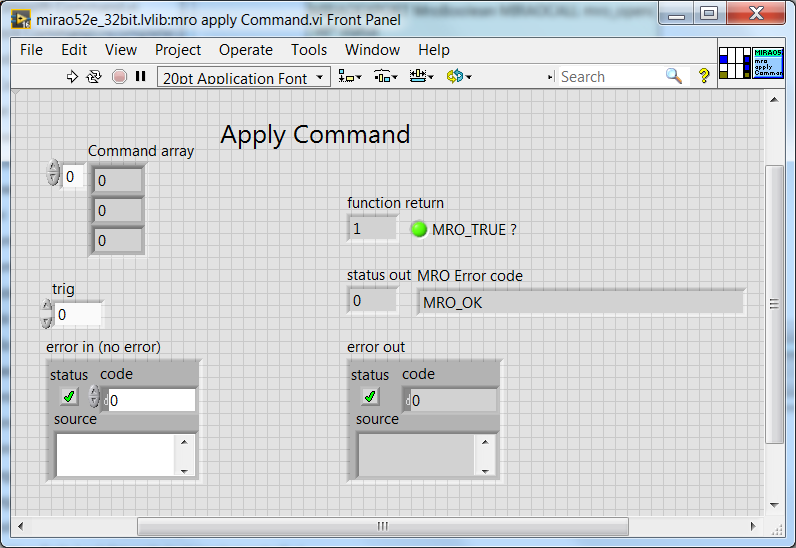 mirao52e_32bit.lvlib:mro apply Command.vi Front Panel
File Edit View Project Operate Tools Window Help
20pt Application Font
Search
?
MIRAO5
mro
apply
Comman
Apply Command
Command array
0
0
0
0
function return
1
MRO_TRUE ?
status out
MRO Error code
0
MRO_OK
trig
0
error in (no error)
status
code
d0
source
error out
status
code
d0
source